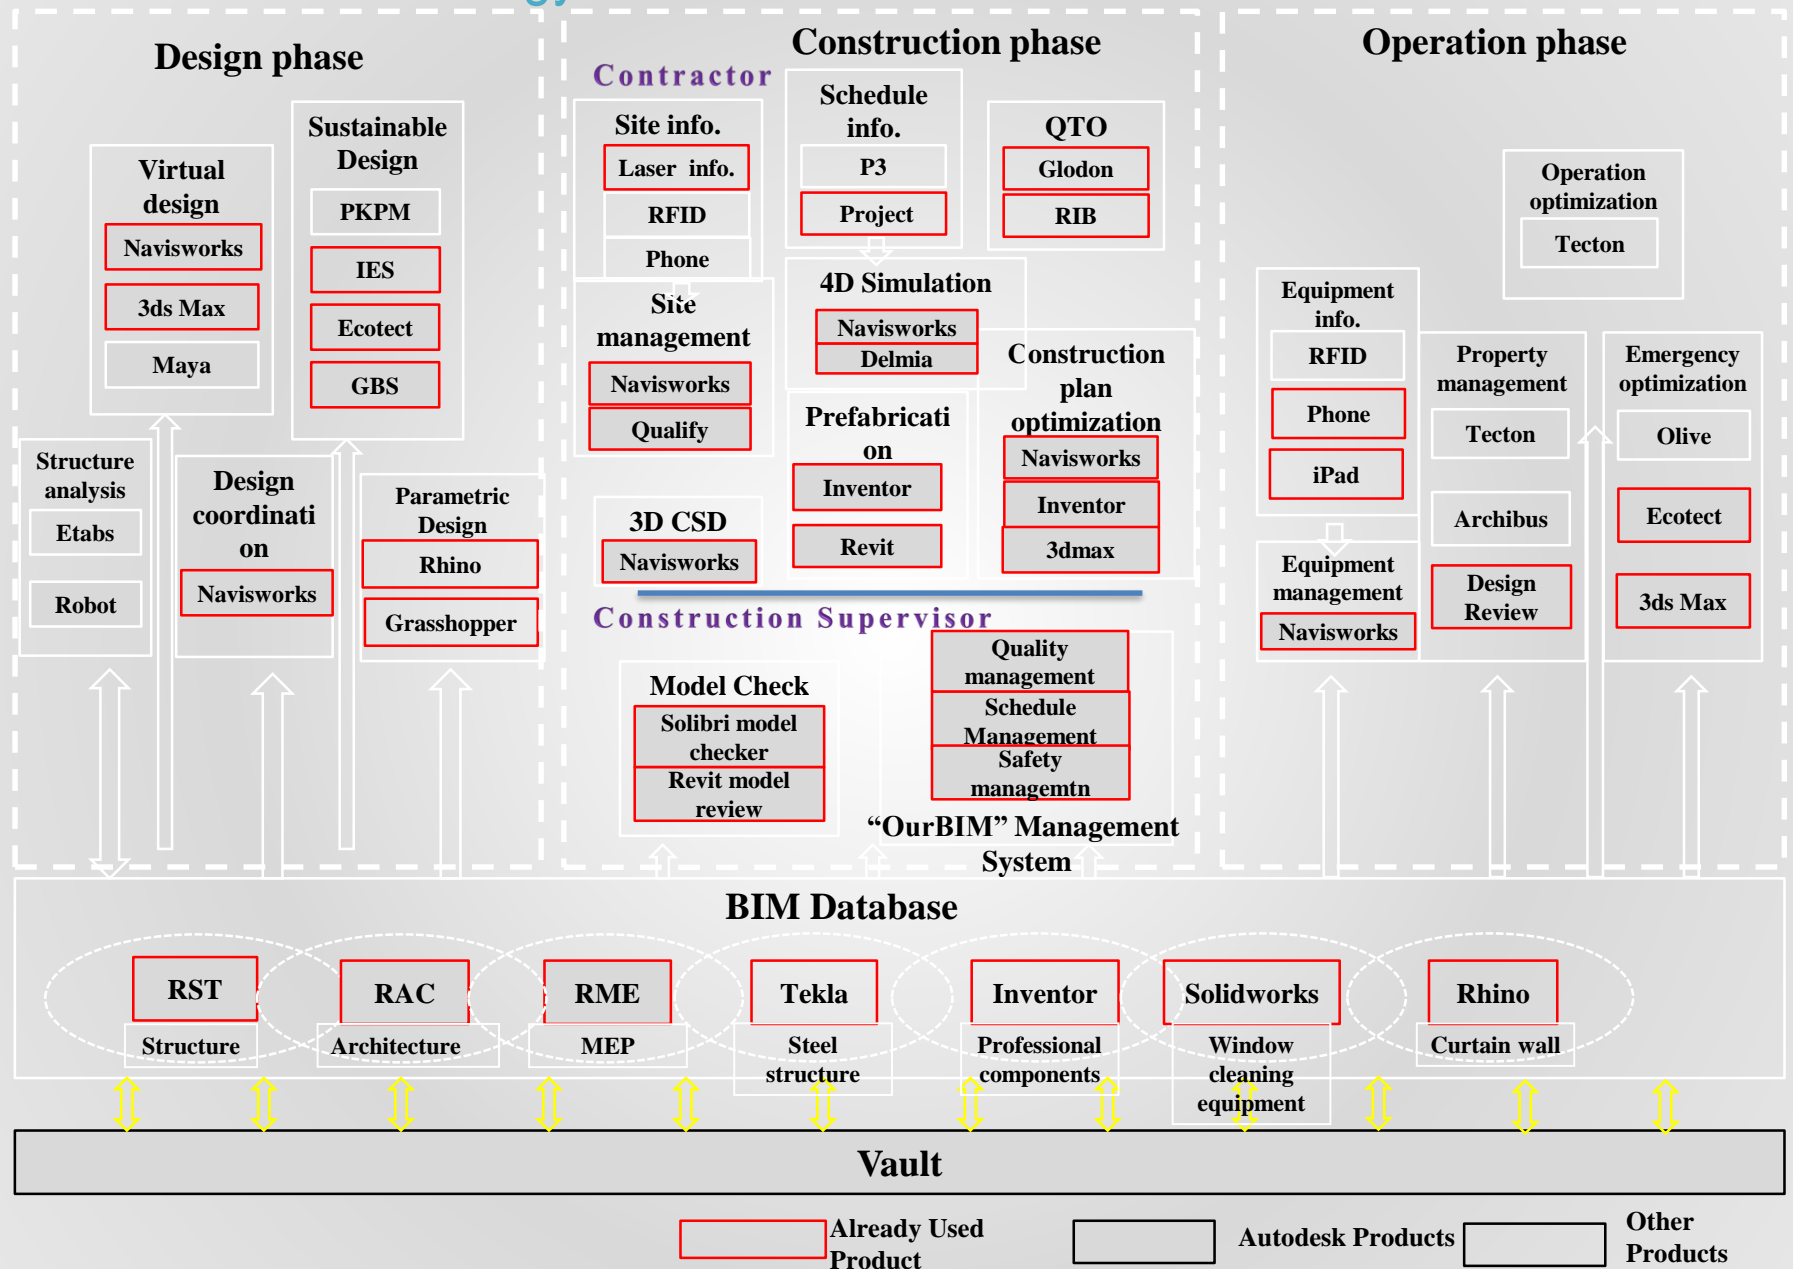 Design phase
Virtual
design
Navisworks
3ds Max
Maya
Sustainable
Design
PKPM
IES
Ecotect
GBS
Structure
analysis
Etabs
Robot
Design
coordinati
on
Navisworks
Parametric
Design
Rhino
Grasshopper
Construction phase
Contractor
Site info.
Laser info.
RFID
Phone
Site
management
Navisworks
Qualify
3D CSD
Navisworks
Schedule
info.
P3
Project
QTO
Glodon
RIB
4D Simulation
Navisworks
Delmia
Prefabricati
on
Inventor
Revit
Construction
plan
optimization
Navisworks
Inventor
3dmax
Construction Supervisor
Model Check
Solibri model
checker
Revit model
review
Quality
management
Schedule
Management
Safety
managemtn
“OurBIM” Management
System
Operation phase
Operation
optimization
Tecton
Equipment
info.
RFID
Phone
iPad
Equipment
management
Navisworks
Property
management
Tecton
Archibus
Design
Review
Emergency
optimization
Olive
Ecotect
3ds Max
BIM Database
RST
Structure
RAC
Architecture
RME
MEP
Tekla
Steel
structure
Inventor
Professional
components
Solidworks
Window
cleaning
equipment
Rhino
Curtain wall
Vault
Already Used
Product
Autodesk Products
Other
Products